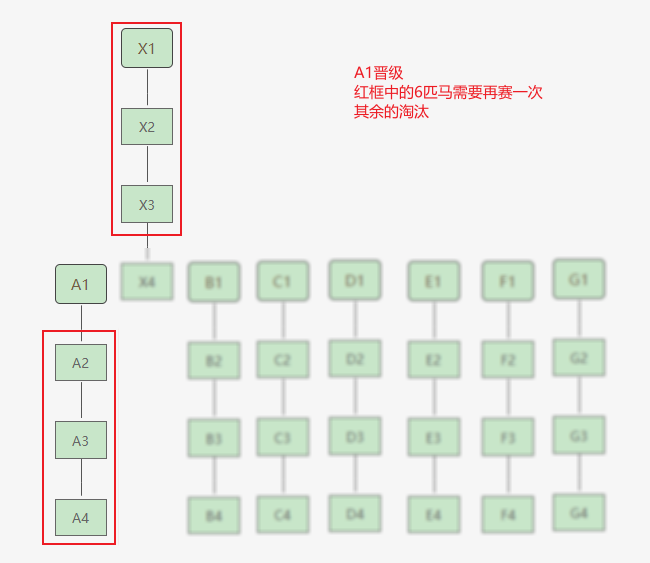 X1
A1晋级
红框中的6匹马需要再赛一次
其余的淘汰
X2
X3
A1 X4 B1 C1 D1 E1 F1 G1
A2 B2 C2 D2 E2 F2 G2
A3 B3 C3 D3 E3 F3 G3
A4 B4 C4 D4 E4 F4 G4